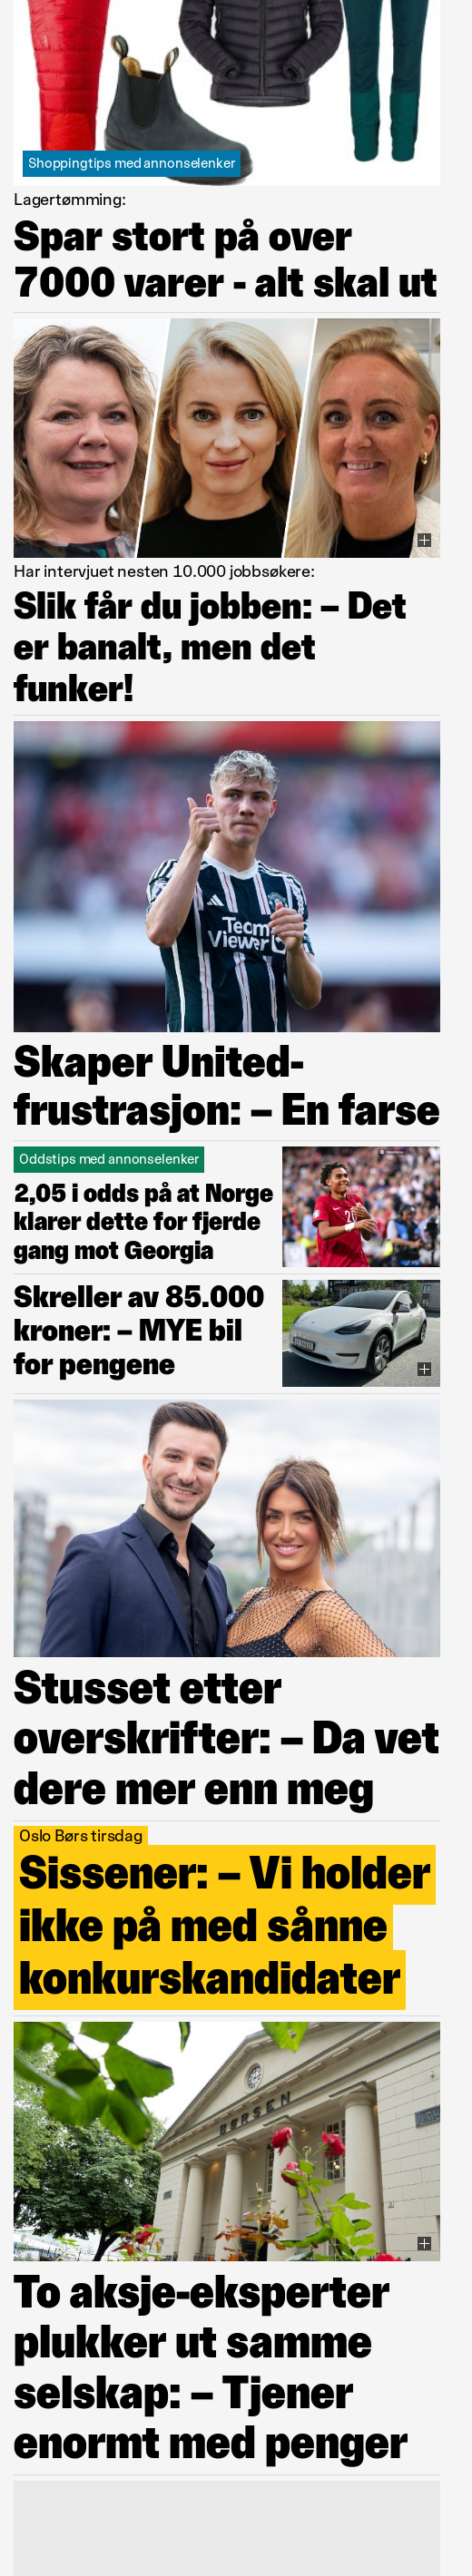 Shoppingtips med annonselenker
Lagertømming:
Spar stort på over
7000 varer - alt skal ut
Har intervjuet nesten 10.000 jobbsøkere:
Slik får du jobben: – Det
er banalt, men det
funker!
Team
Viewer
Skaper United-
frustrasjon: – En farse
Oddstips med annonselenker
2,05 i odds på at Norge
klarer dette for fjerde
gang mot Georgia
Skreller av 85.000
kroner: – MYE bil
for pengene
Stusset etter
overskrifter: – Da vet
dere mer enn meg
Oslo Børs tirsdag
Sissener: – Vi holder
ikke på med sånne
konkurskandidater
BØRSEN
To aksje-eksperter
plukker ut samme
selskap: – Tjener
enormt med penger